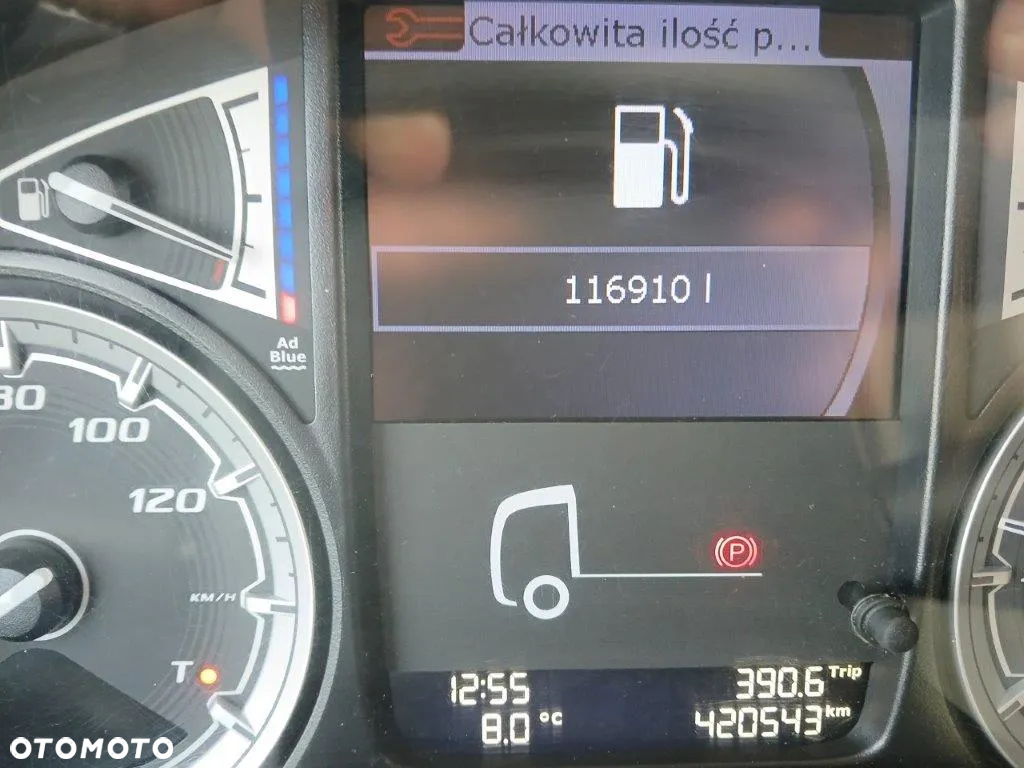 Całkowita ilość p...
116910 l
Ad
Blue
80
100
120
KM/H
T
P
12:55
390.6 Trip
8.0 °C
420543 km
OTOMOTO